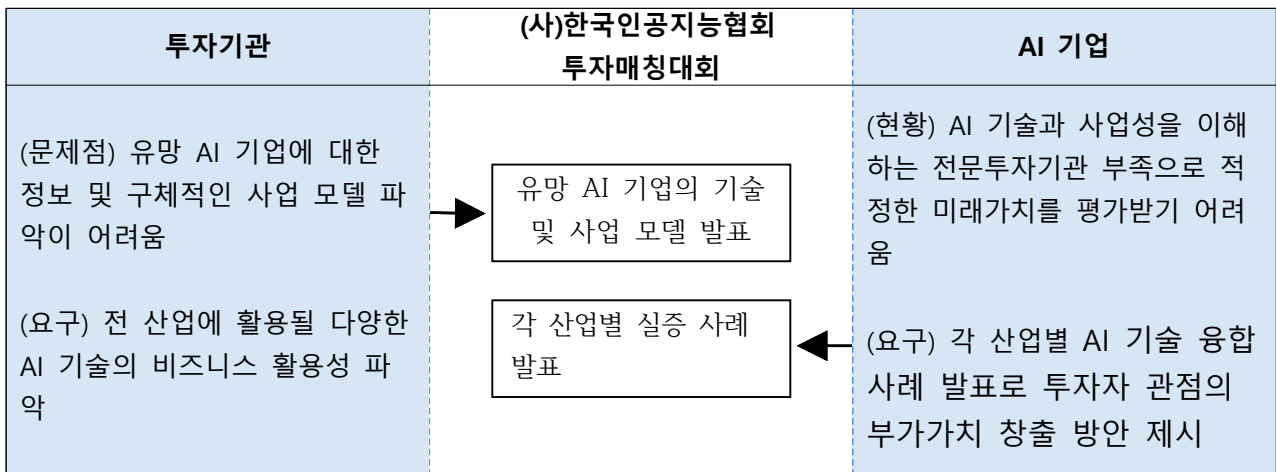 투자기관
(사)한국인공지능협회
투자매칭대회
AI 기업
(문제점) 유망 AI 기업에 대한
정보 및 구체적인 사업 모델 파
악이 어려움
(요구) 전 산업에 활용될 다양한
AI 기술의 비즈니스 활용성 파
악
유망 AI 기업의 기술
및 사업 모델 발표
각 산업별 실증 사례
발표
(현황) AI 기술과 사업성을 이해
하는 전문투자기관 부족으로 적
정한 미래가치를 평가받기 어려
움
(요구) 각 산업별 AI 기술 융합
사례 발표로 투자자 관점의
부가가치 창출 방안 제시